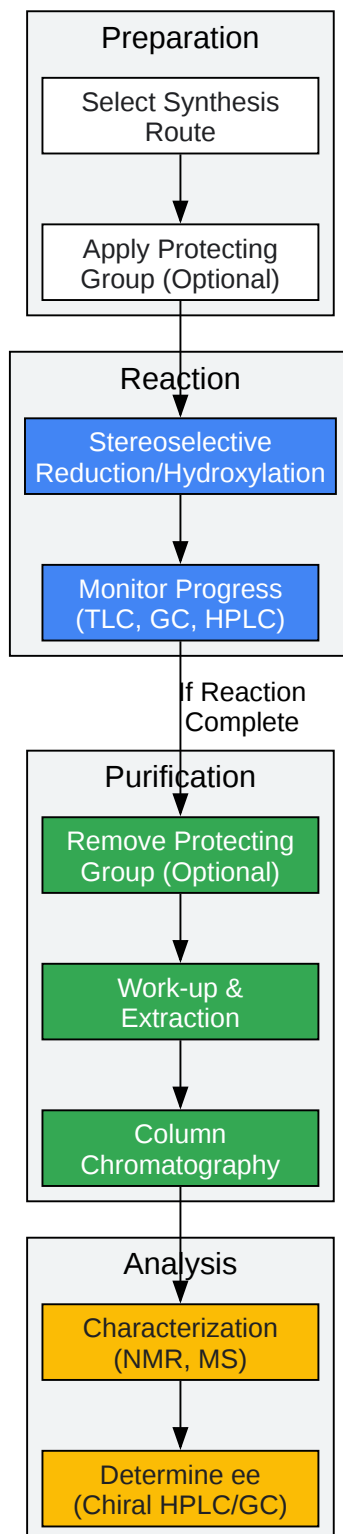 Preparation
Select Synthesis
Route
Apply Protecting
Group (Optional)
Reaction
Stereoselective
Reduction/Hydroxylation
Monitor Progress
(TLC, GC, HPLC)
If Reaction
Complete
Purification
Remove Protecting
Group (Optional)
Work-up &
Extraction
Column
Chromatography
Analysis
Characterization
(NMR, MS)
Determine ee
(Chiral HPLC/GC)